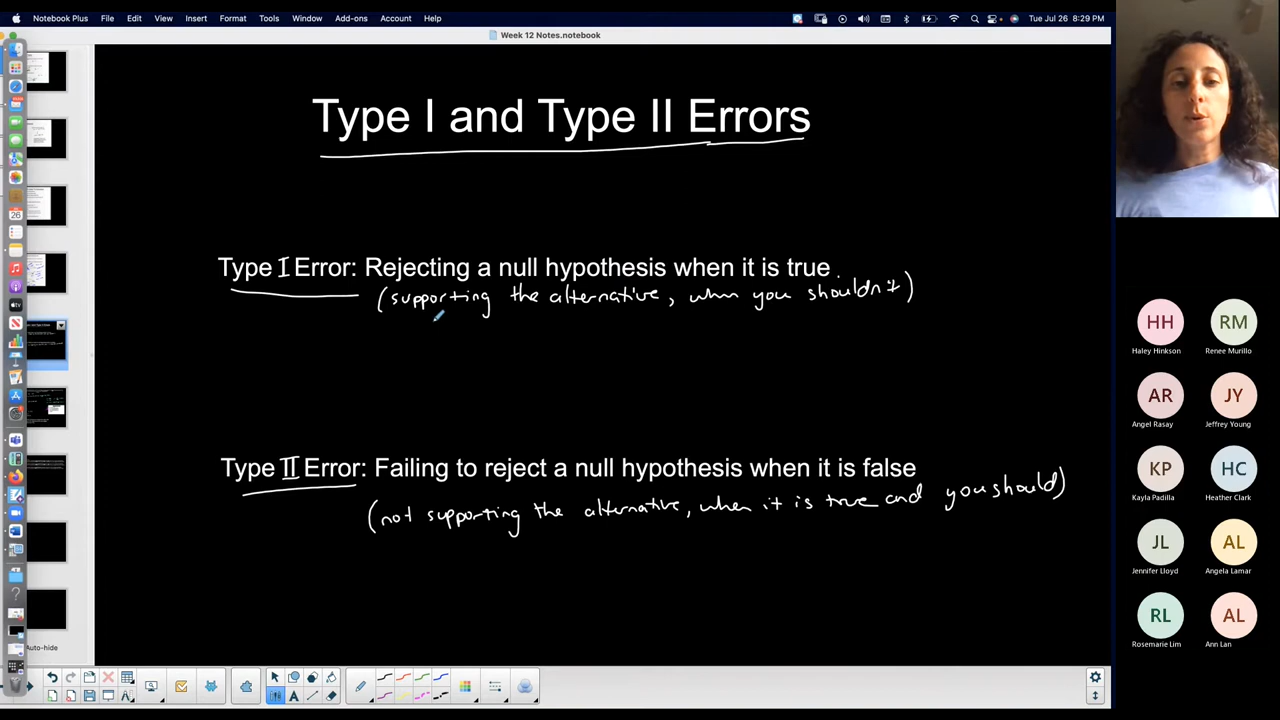 Notebook Plus File Edit View Insert Format Tools Window Add-ons Account Help Tue Jul 26 8:29 PM
Week 12 Notes.notebook
Type I and Type II Errors
Type I Error: Rejecting a null hypothesis when it is true.
(supporting the alternative, when you shouldn't)
Type II Error: Failing to reject a null hypothesis when it is false
(not supporting the alternative, when it is true and you should)
HH RM
Haley Hinkson Renee Murillo
AR JY
Angel Rasay Jeffrey Young
KP HC
Kayla Padilla Heather Clark
JL AL
Jennifer Lloyd Angela Lamar
RL AL
Rosemarie Lim Ann Lan
Auto-hide